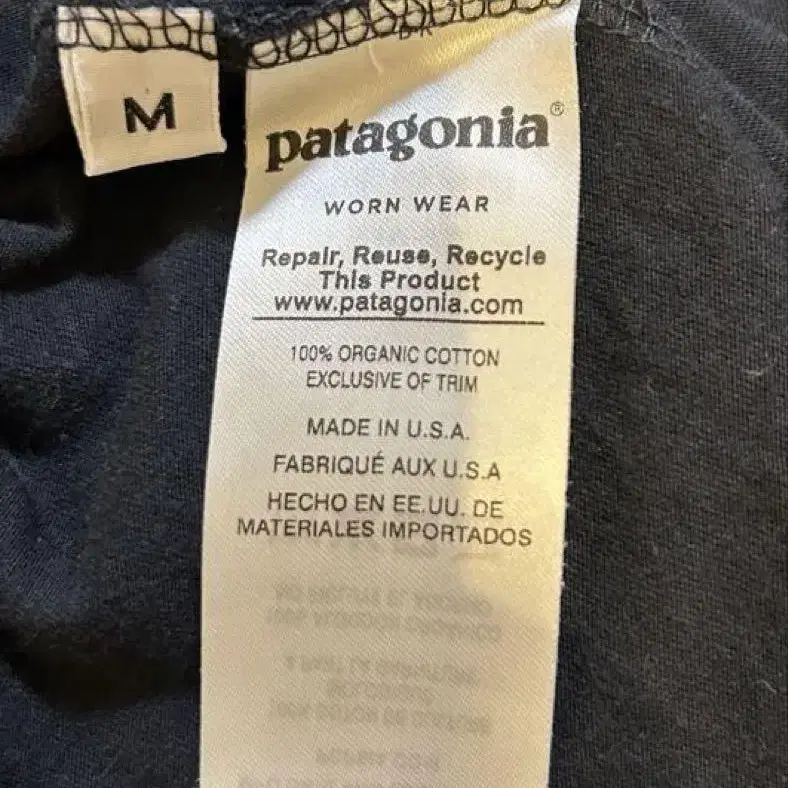 M
patagonia®
WORN WEAR
Repair, Reuse, Recycle
This Product
www.patagonia.com
100% ORGANIC COTTON
EXCLUSIVE OF TRIM
MADE IN U.S.A.
FABRIQUÉ AUX U.S.A
HECHO EN EE.UU. DE
MATERIALES IMPORTADOS